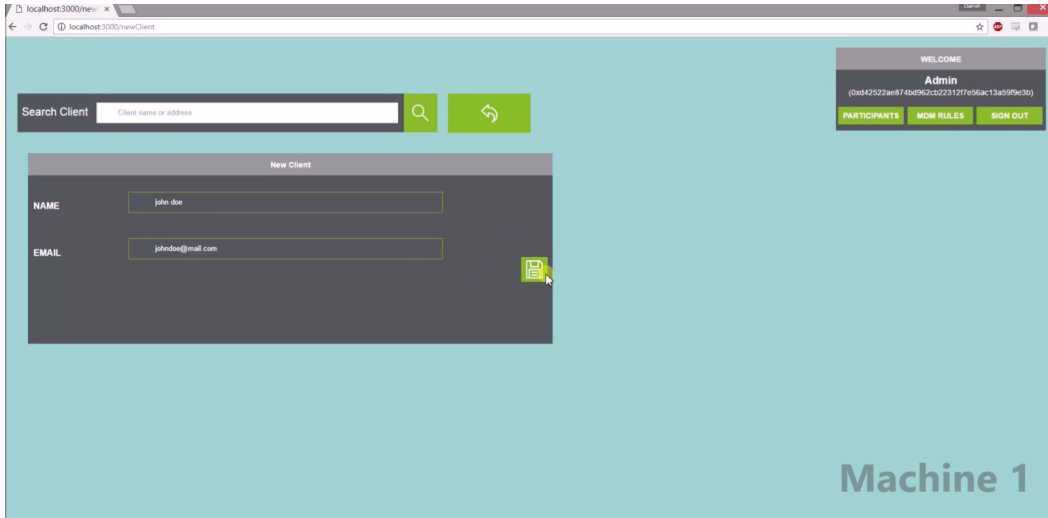 localhost:3000/new
Daniel
localhost:3000/newClient
WELCOME
Admin
(0xd42522ae874bd962cb22312f7e56ac13a59f9e3b)
PARTICIPANTS MDM RULES SIGN OUT
Search Client Client name or address
New Client
NAME john doe
EMAIL johndoe@mail.com
Machine 1